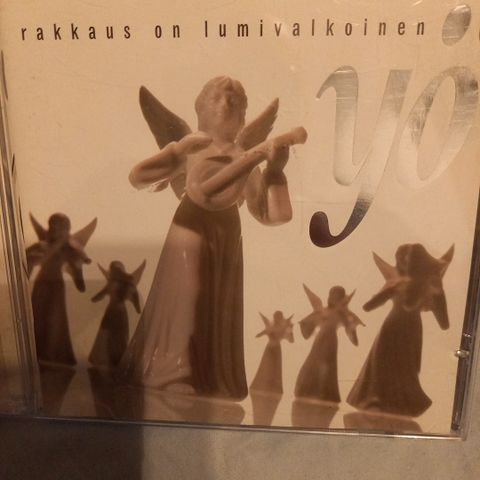 rakkaus on lumivalkoinen
yö